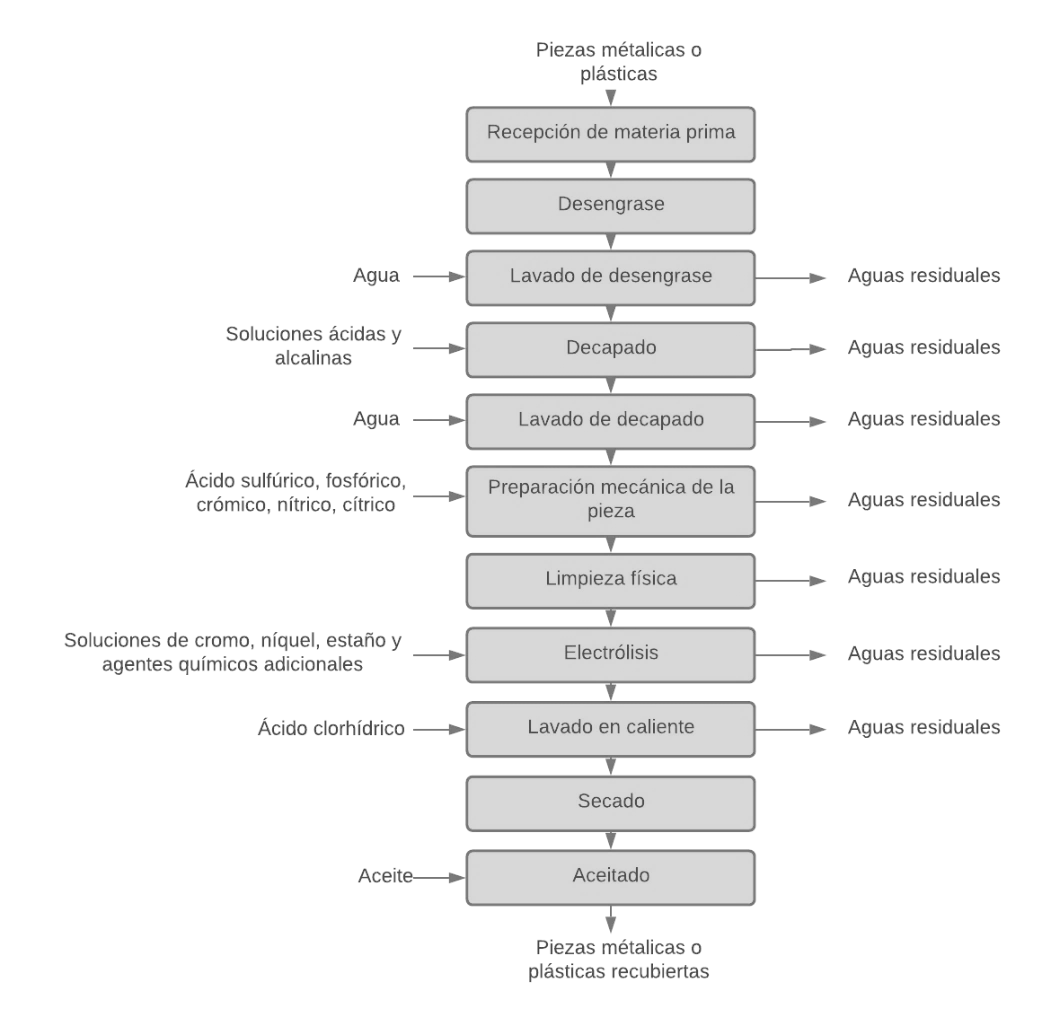 Piezas métalicas o
plásticas
Recepción de materia prima
Desengrase
Agua
Lavado de desengrase
Aguas residuales
Soluciones ácidas y
alcalinas
Decapado
Aguas residuales
Agua
Lavado de decapado
Aguas residuales
Ácido sulfúrico, fosfórico,
crómico, nítrico, cítrico
Preparación mecánica de la
pieza
Aguas residuales
Limpieza física
Aguas residuales
Soluciones de cromo, níquel, estaño y
agentes químicos adicionales
Electrólisis
Aguas residuales
Ácido clorhídrico
Lavado en caliente
Aguas residuales
Secado
Aceite
Aceitado
Piezas métalicas o
plásticas recubiertas